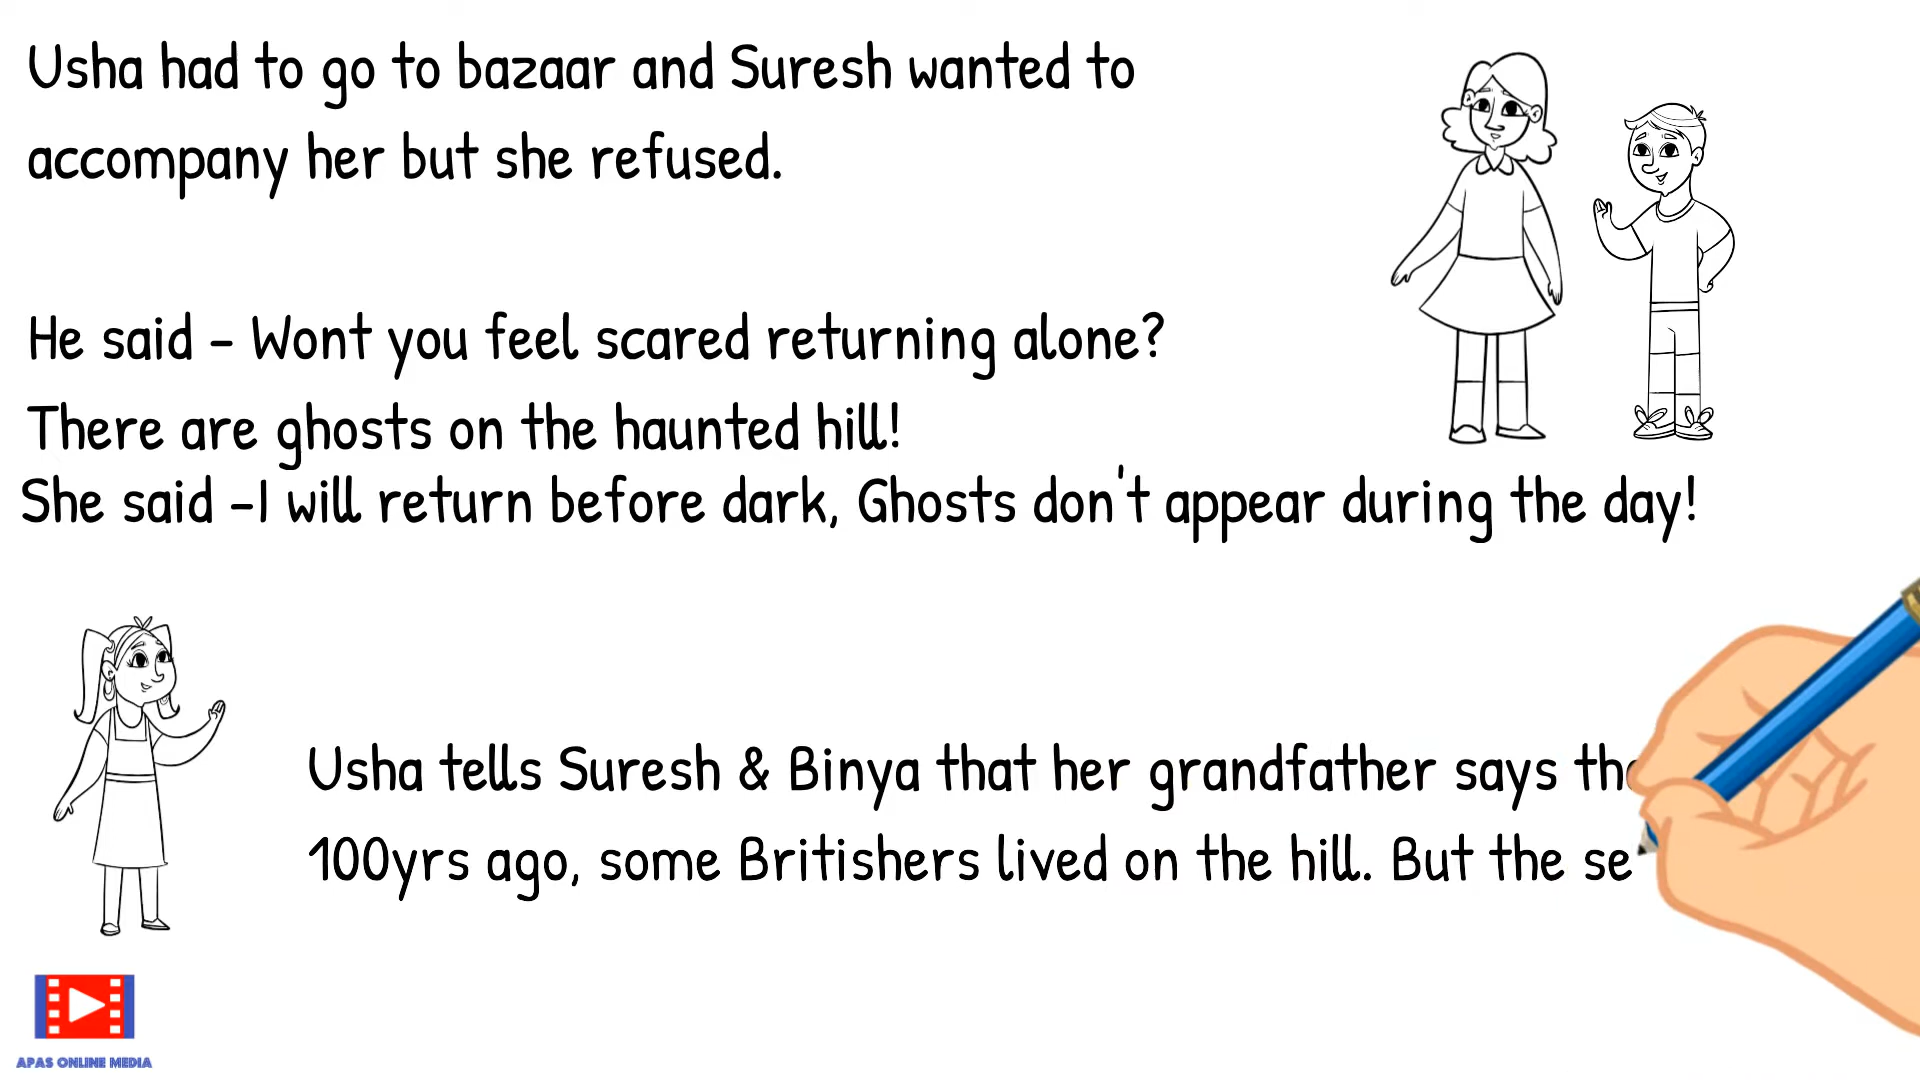 Usha had to go to bazaar and Suresh wanted to
accompany her but she refused.
He said - Wont you feel scared returning alone?
There are ghosts on the haunted hill!
She said -I will return before dark, Ghosts don't appear during the day!
Usha tells Suresh & Binya that her grandfather says
100yrs ago, some Britishers lived on the hill. But the se
APAS ONLINE MEDIA